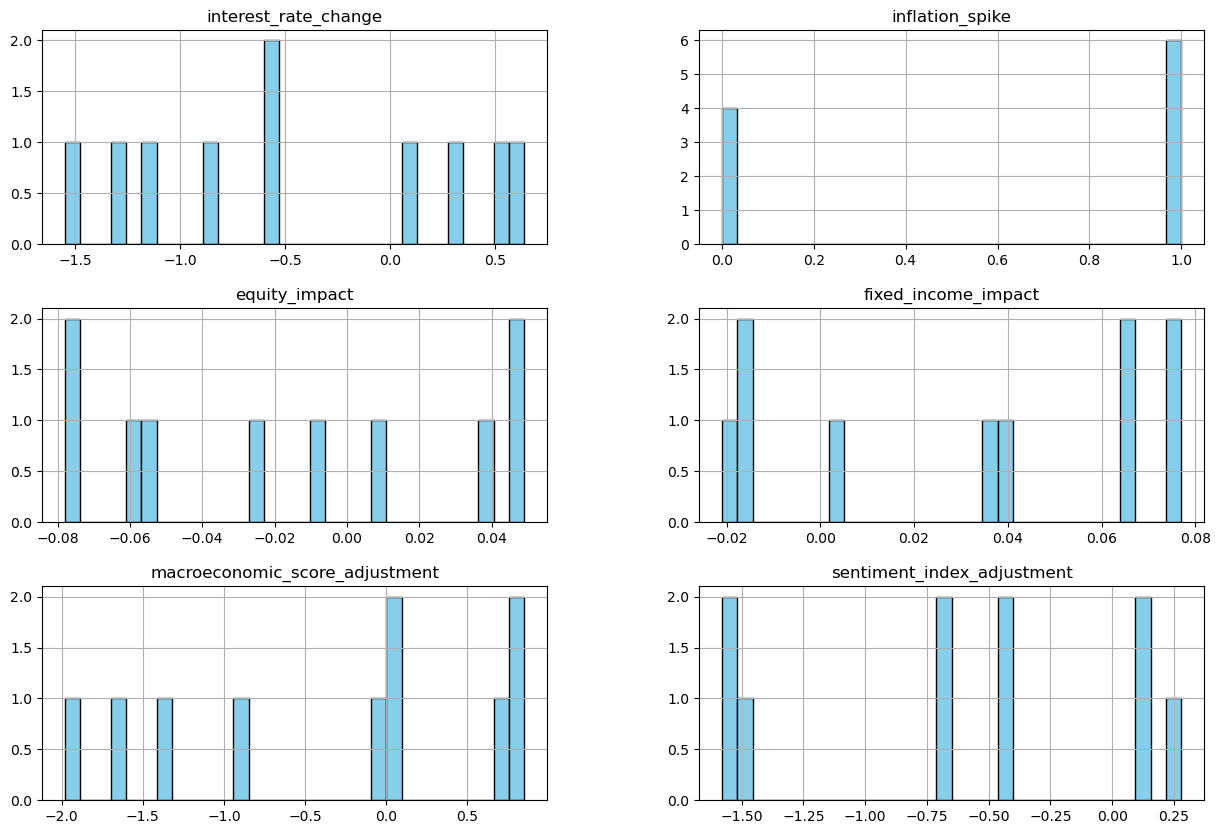 interest_rate_change
2.0
1.5
1.0
0.5
0.0
−1.5 −1.0 −0.5 0.0 0.5
inflation_spike
6
5
4
3
2
1
0
0.0 0.2 0.4 0.6 0.8 1.0
equity_impact
2.0
1.5
1.0
0.5
0.0
−0.08 −0.06 −0.04 −0.02 0.00 0.02 0.04
fixed_income_impact
2.0
1.5
1.0
0.5
0.0
−0.02 0.00 0.02 0.04 0.06 0.08
macroeconomic_score_adjustment
2.0
1.5
1.0
0.5
0.0
−2.0 −1.5 −1.0 −0.5 0.0 0.5
sentiment_index_adjustment
2.0
1.5
1.0
0.5
0.0
−1.50 −1.25 −1.00 −0.75 −0.50 −0.25 0.00 0.25